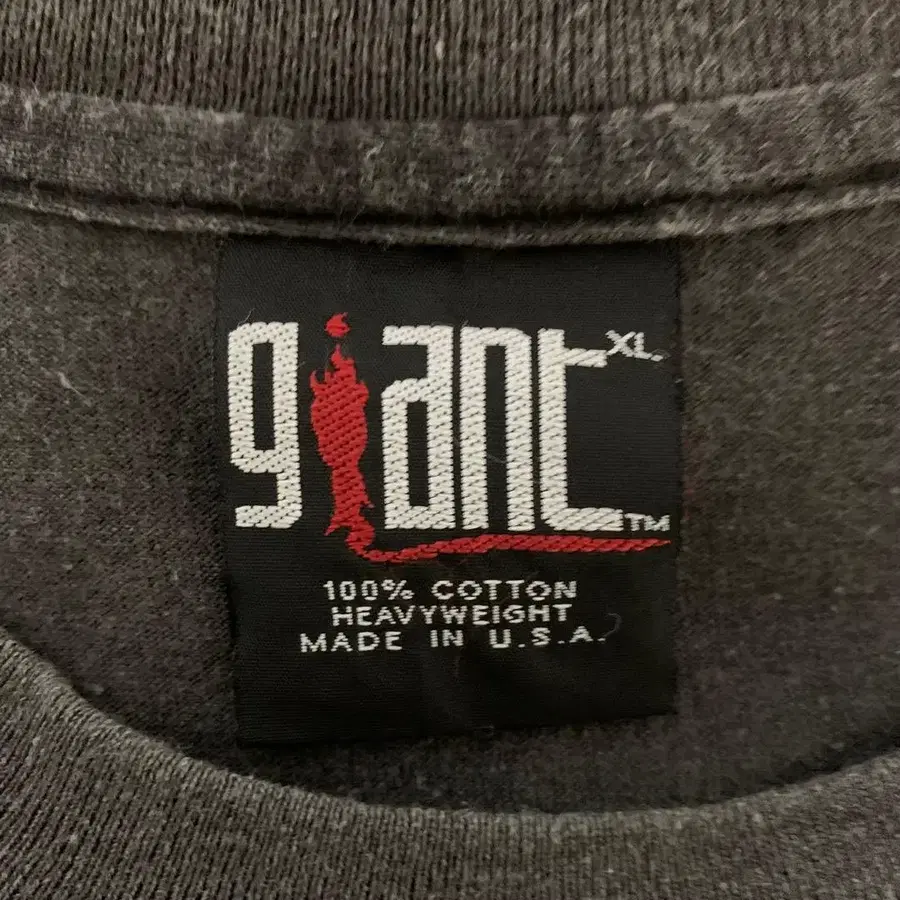 giant XL
TM
100% COTTON
HEAVYWEIGHT
MADE IN U.S.A.